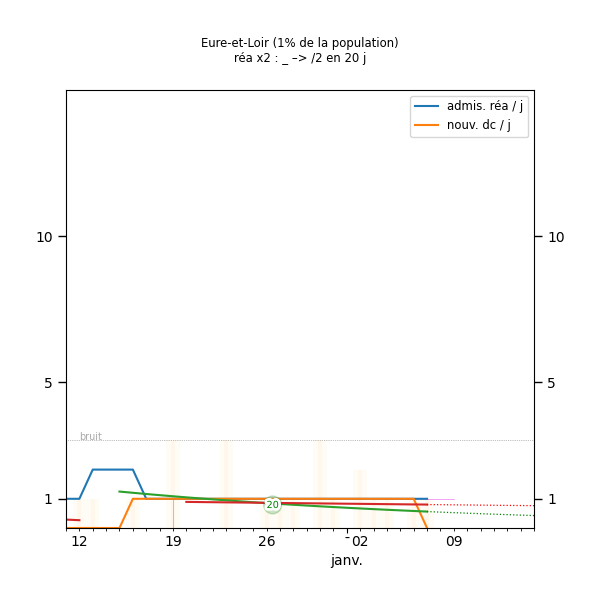 Eure-et-Loir (1% de la population)
réa x2 : _ –> /2 en 20 j
admis. réa / j
nouv. dc / j
10
10
5
5
bruit
1
1
20
12
19
26
02
09
janv.